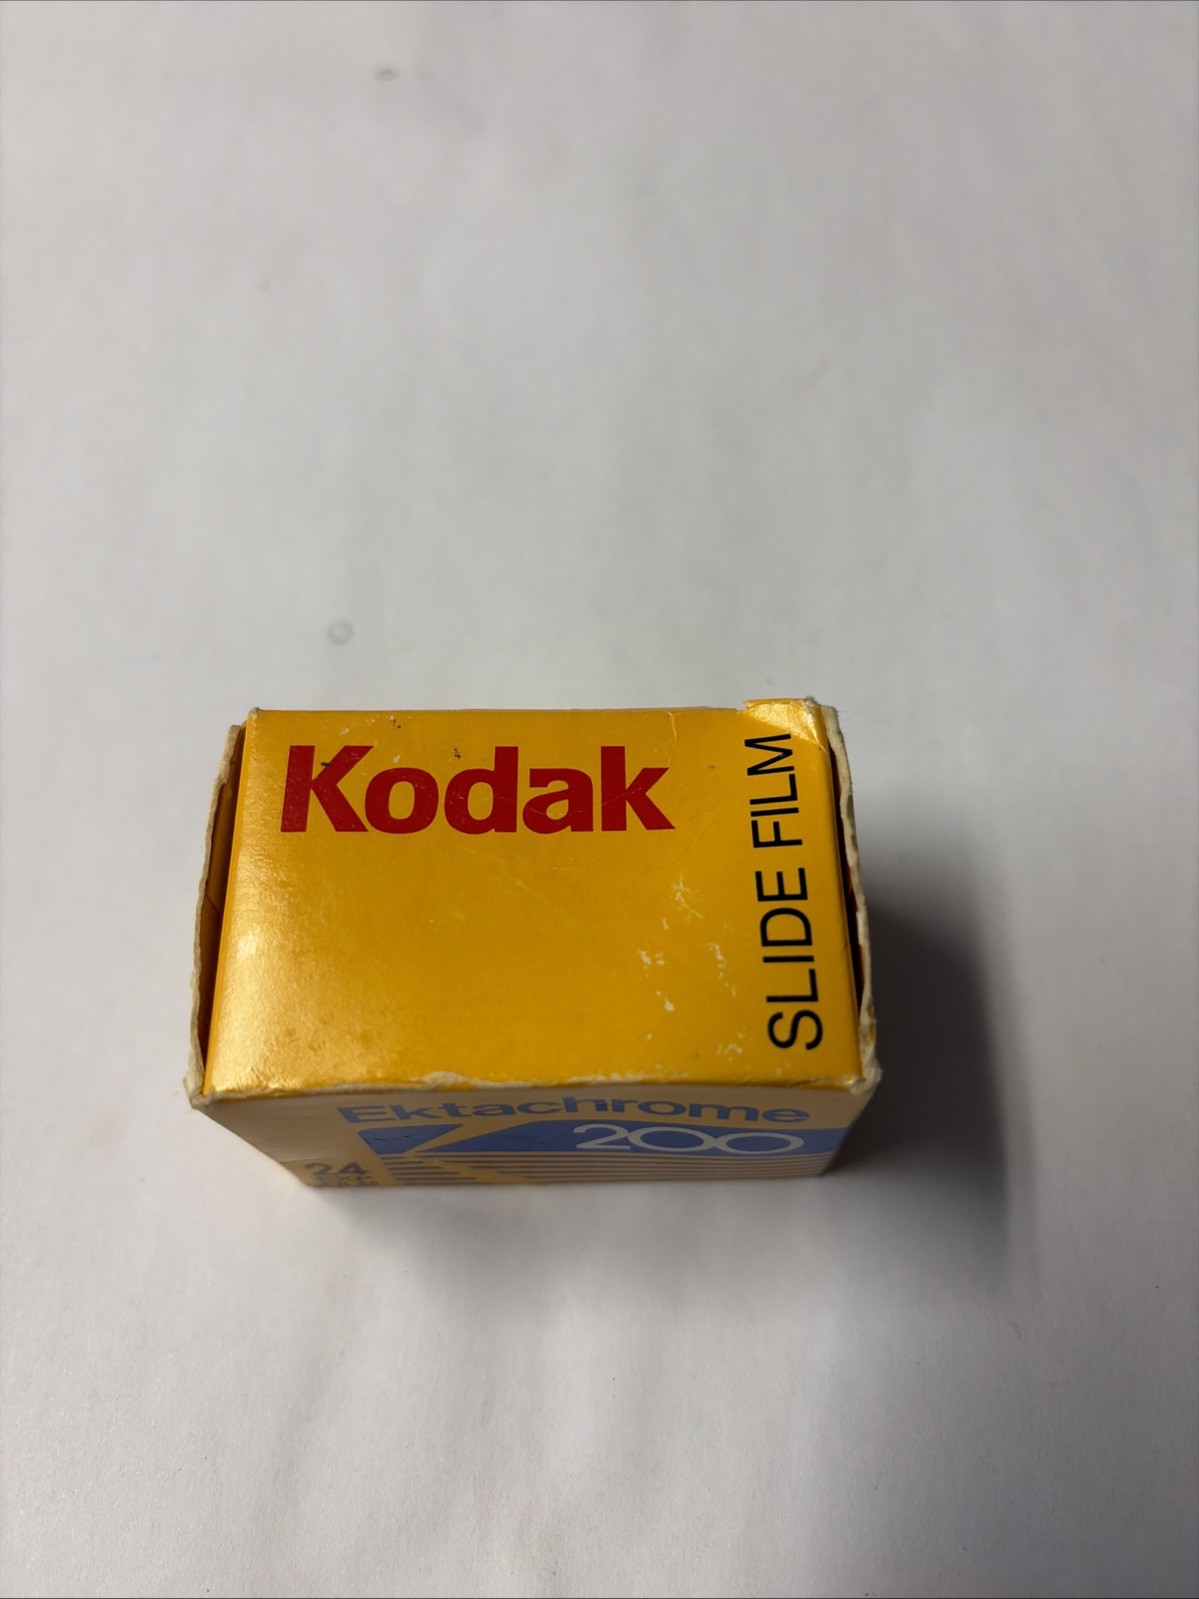 Kodak
SLIDE FILM
Ektachrome
200
24